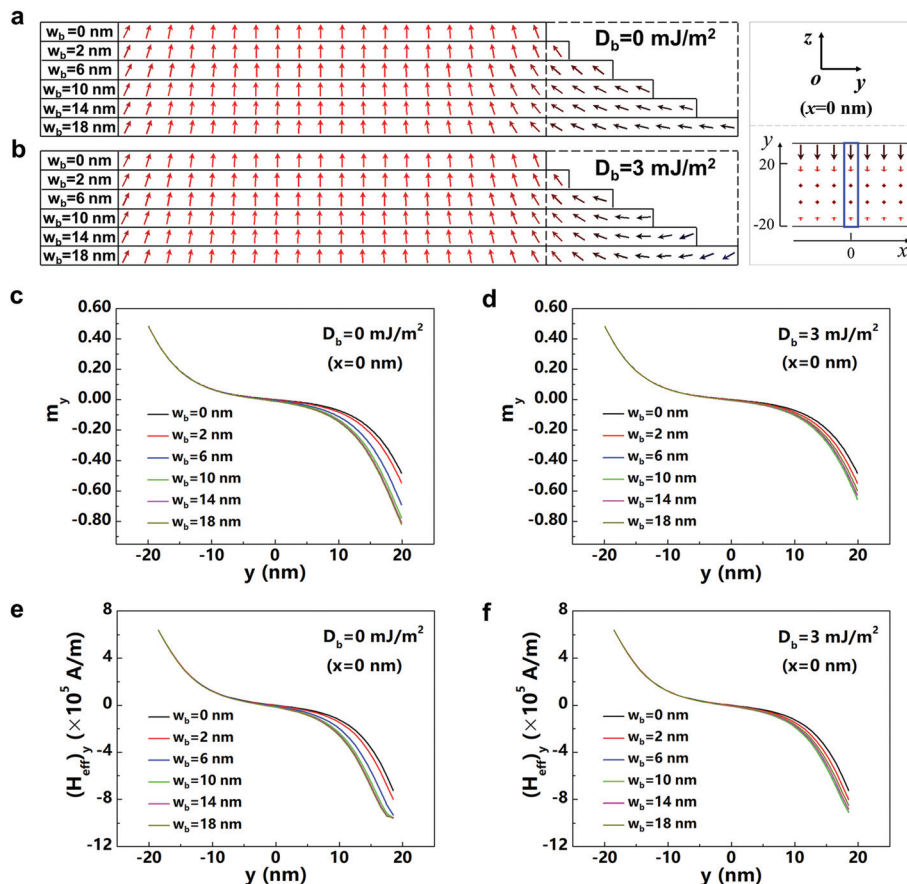 a
w_b=0 nm
w_b=2 nm
w_b=6 nm
w_b=10 nm
w_b=14 nm
w_b=18 nm
D_b=0 mJ/m²
b
w_b=0 nm
w_b=2 nm
w_b=6 nm
w_b=10 nm
w_b=14 nm
w_b=18 nm
D_b=3 mJ/m²
z
o
y
(x=0 nm)
y
20
-20
0
x
c
0.60
0.40
0.20
0.00
-0.20
-0.40
-0.60
-0.80
m_y
D_b=0 mJ/m²
(x=0 nm)
w_b=0 nm
w_b=2 nm
w_b=6 nm
w_b=10 nm
w_b=14 nm
w_b=18 nm
-20 -10 0 10 20
y (nm)
d
0.60
0.40
0.20
0.00
-0.20
-0.40
-0.60
-0.80
m_y
D_b=3 mJ/m²
(x=0 nm)
w_b=0 nm
w_b=2 nm
w_b=6 nm
w_b=10 nm
w_b=14 nm
w_b=18 nm
-20 -10 0 10 20
y (nm)
e
8
4
0
-4
-8
-12
(H_eff)_y (×10⁵ A/m)
D_b=0 mJ/m²
(x=0 nm)
w_b=0 nm
w_b=2 nm
w_b=6 nm
w_b=10 nm
w_b=14 nm
w_b=18 nm
-20 -10 0 10 20
y (nm)
f
8
4
0
-4
-8
-12
(H_eff)_y (×10⁵ A/m)
D_b=3 mJ/m²
(x=0 nm)
w_b=0 nm
w_b=2 nm
w_b=6 nm
w_b=10 nm
w_b=14 nm
w_b=18 nm
-20 -10 0 10 20
y (nm)